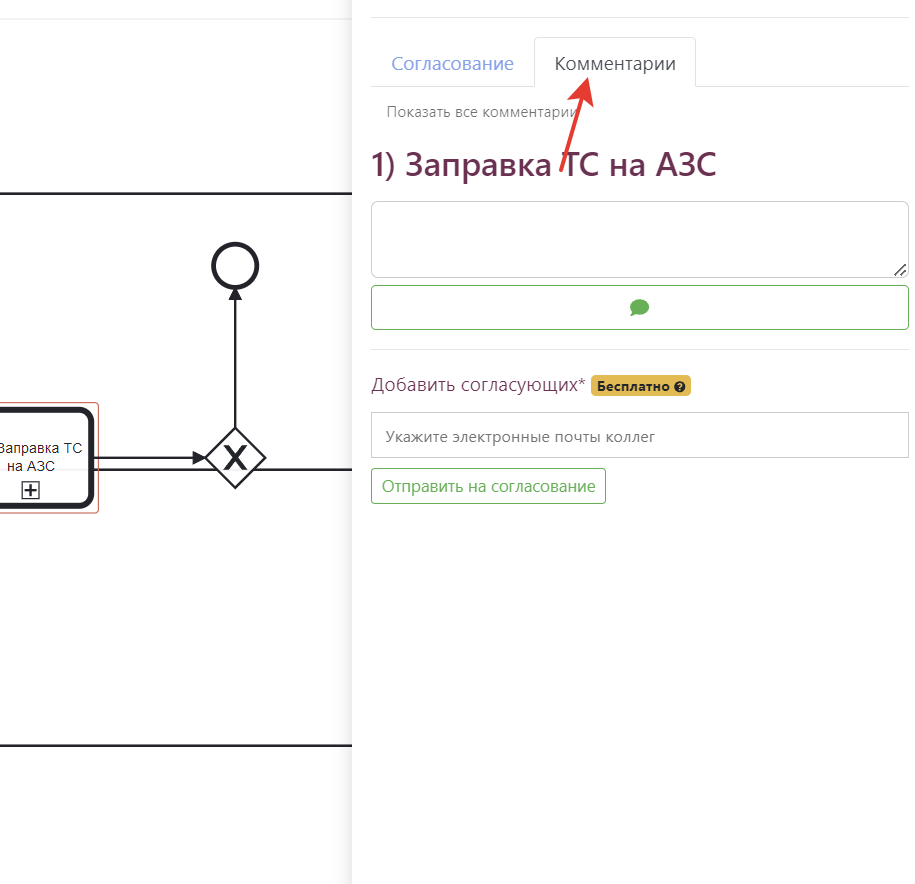 Согласование
Комментарии
Показать все комментарии
1) Заправка ТС на АЗС
Заправка ТС
на АЗС
Добавить согласующих* Бесплатно
Укажите электронные почты коллег
Отправить на согласование